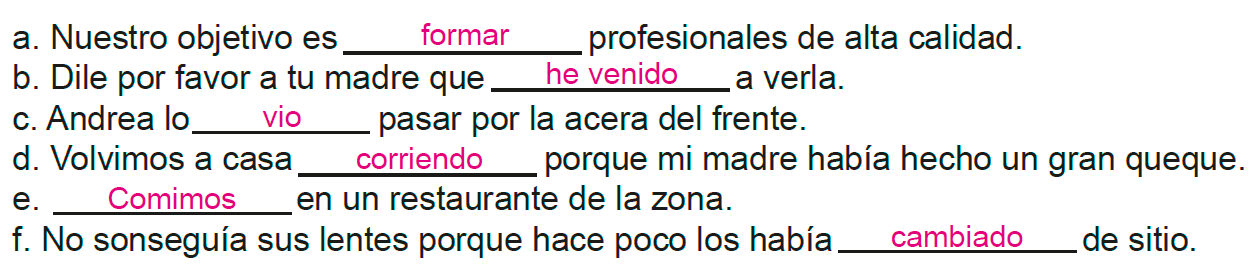 a. Nuestro objetivo es formar profesionales de alta calidad.
b. Dile por favor a tu madre que he venido a verla.
c. Andrea lo vio pasar por la acera del frente.
d. Volvimos a casa corriendo porque mi madre había hecho un gran queque.
e. Comimos en un restaurante de la zona.
f. No sonseguía sus lentes porque hace poco los había cambiado de sitio.